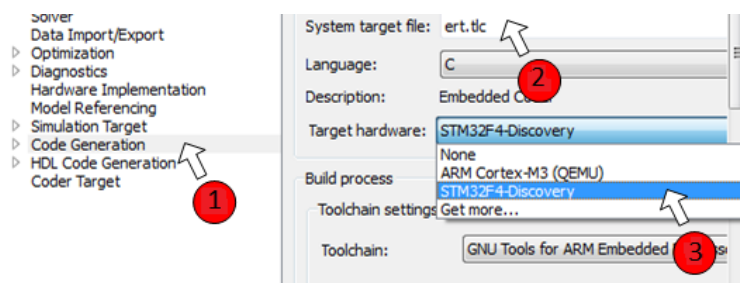 Solver
Data Import/Export
Optimization
Diagnostics
Hardware Implementation
Model Referencing
Simulation Target
Code Generation
HDL Code Generation
Coder Target
1
System target file: ert.tlc
2
Language: C
Description: Embedded
Target hardware: STM32F4-Discovery
None
ARM Cortex-M3 (QEMU)
STM32F4-Discovery
Get more...
3
Build process
Toolchain settings
Toolchain: GNU Tools for ARM Embedded